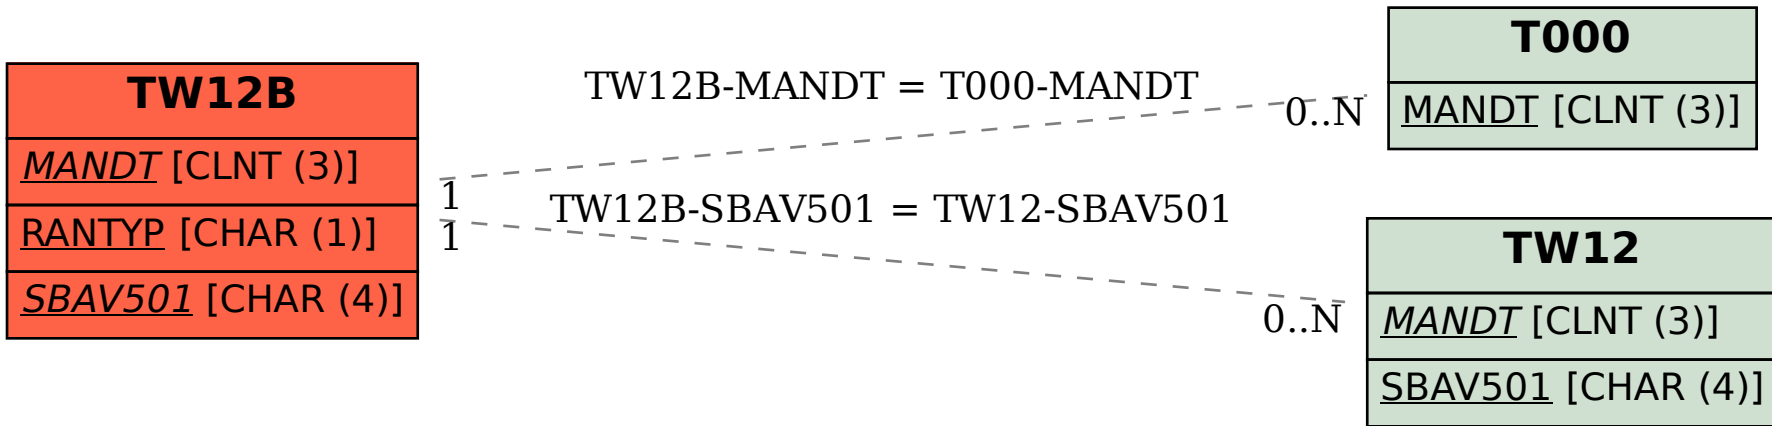 TW12B
MANDT [CLNT (3)]
RANTYP [CHAR (1)]
SBAV501 [CHAR (4)]
TW12B-MANDT = T000-MANDT
1
0..N
TW12B-SBAV501 = TW12-SBAV501
1
0..N
T000
MANDT [CLNT (3)]
TW12
MANDT [CLNT (3)]
SBAV501 [CHAR (4)]